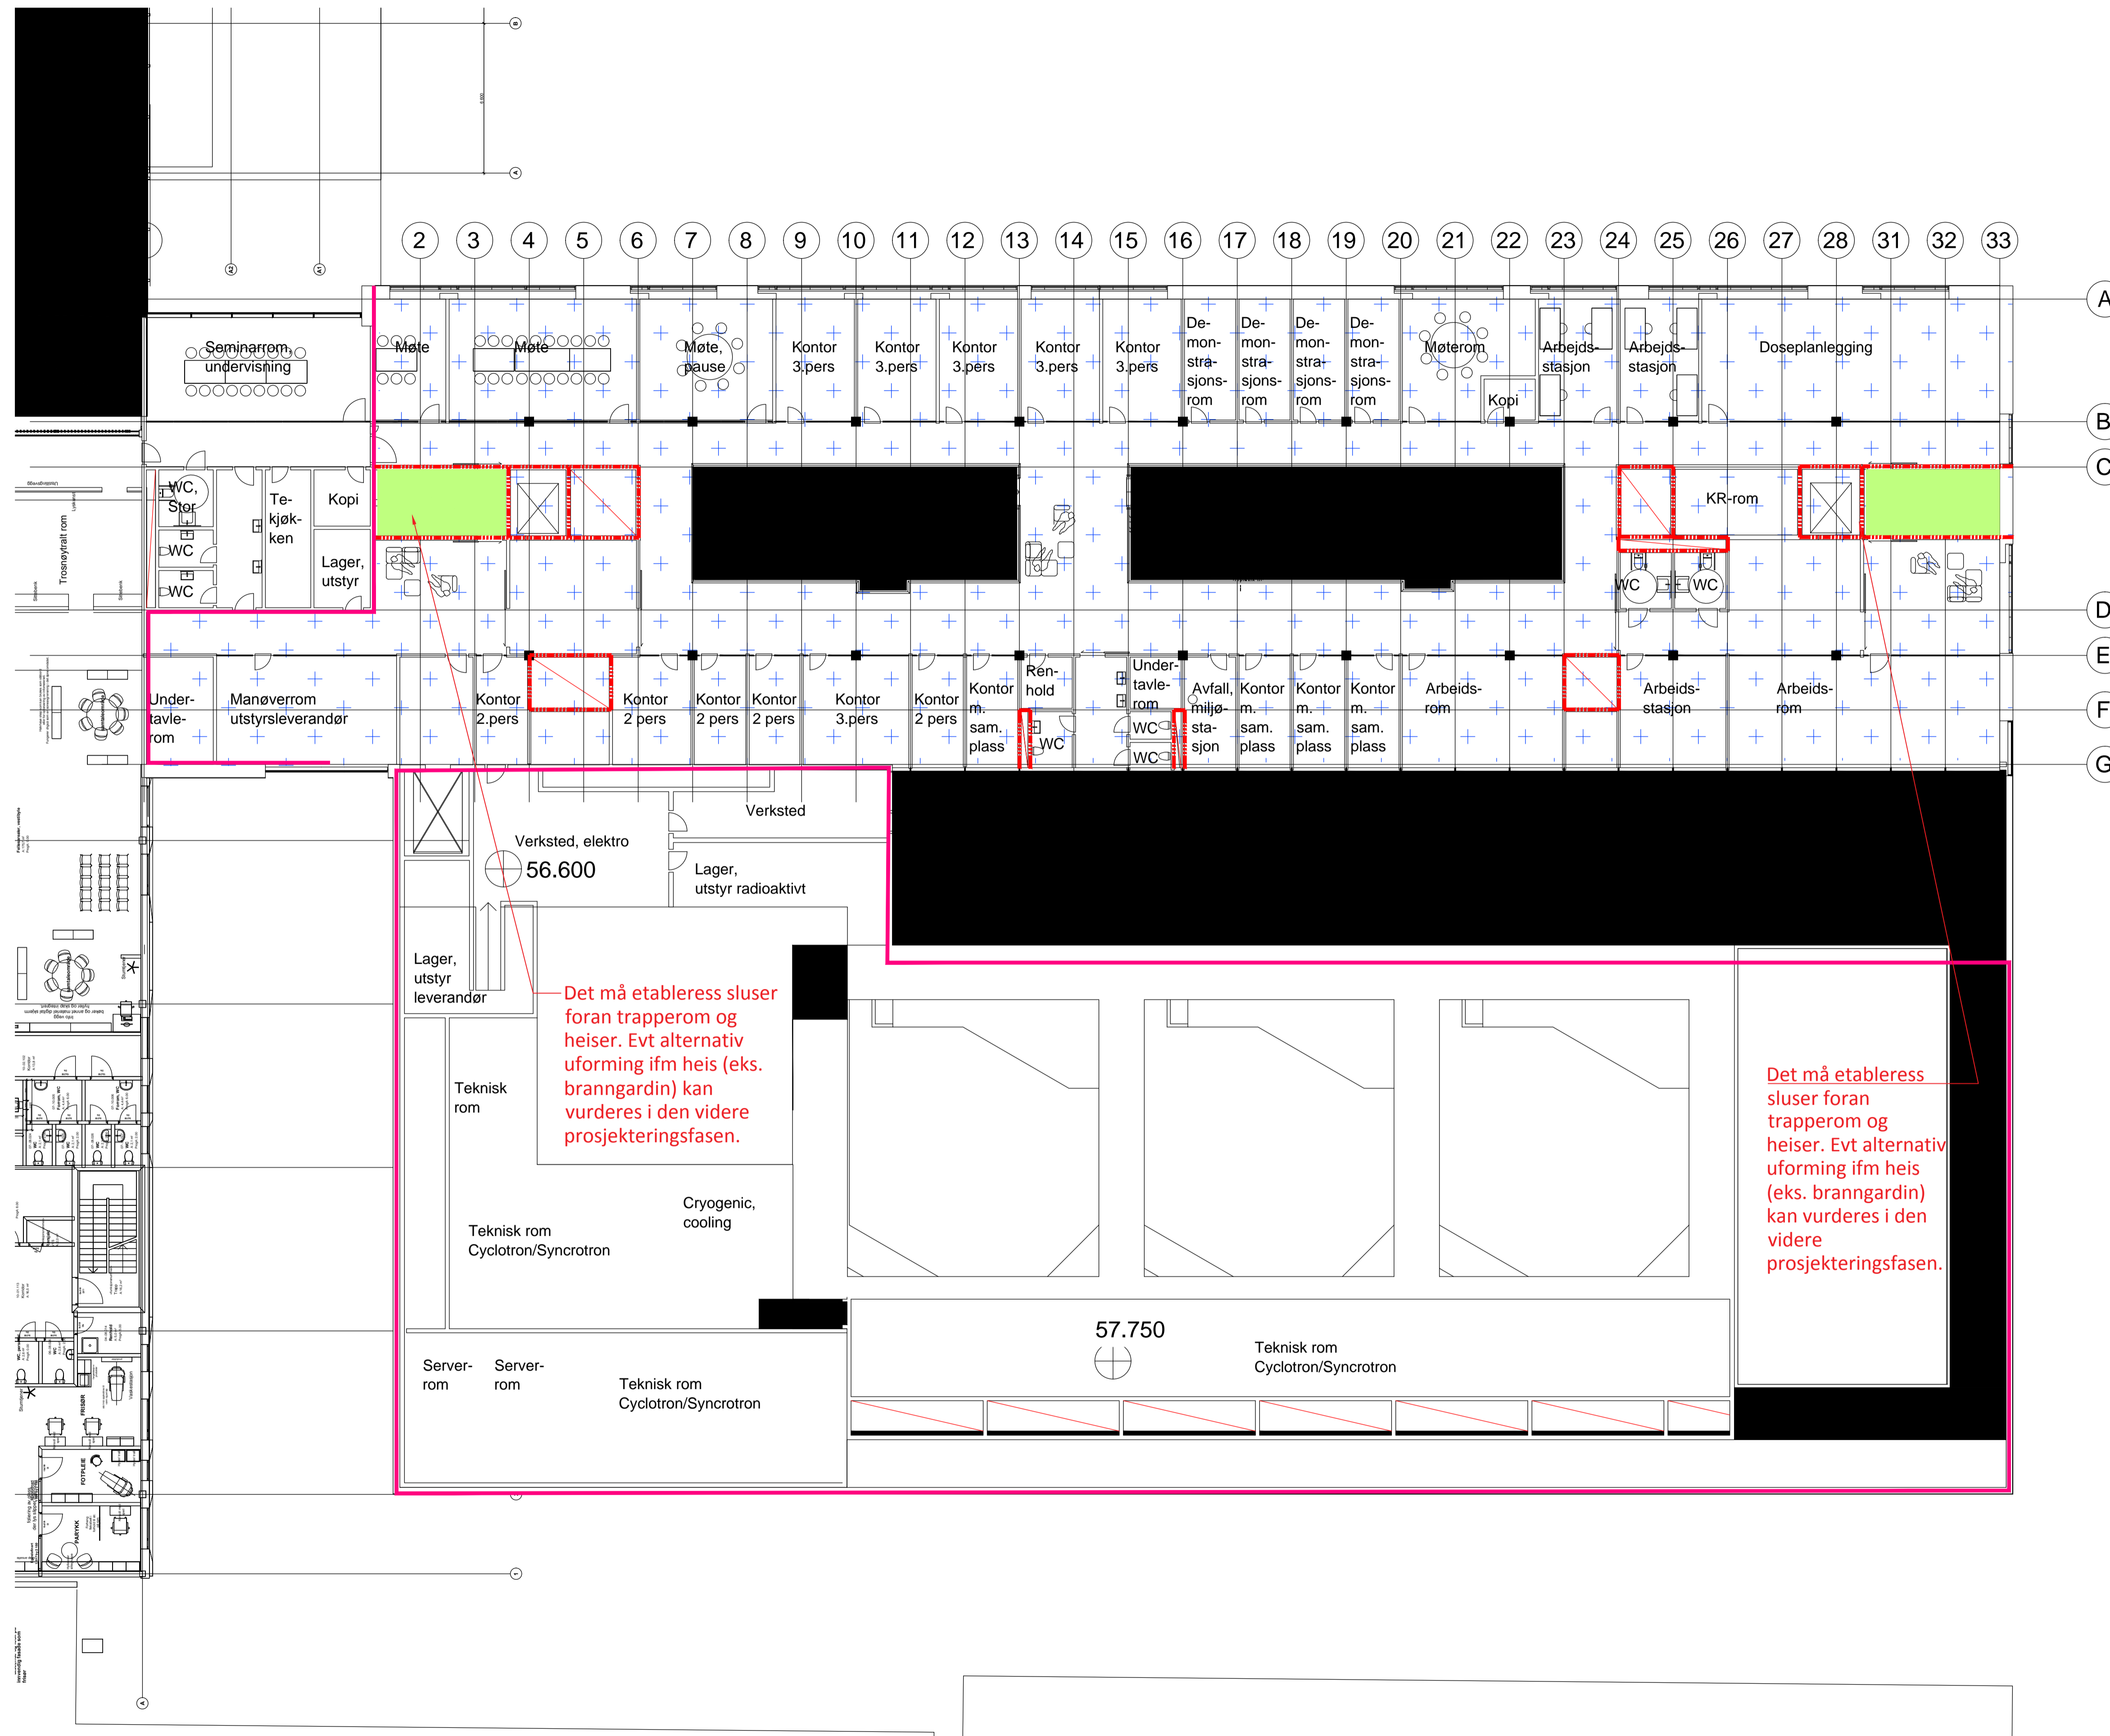 B
A
6 600
A2
A1
2
3
4
5
6
7
8
9
10
11
12
13
14
15
16
17
18
19
20
21
22
23
24
25
26
27
28
31
32
33
A
B
C
D
E
F
G
Seminarrom,
undervisning
Møte
Møte
Møte,
pause
Kontor
3.pers
Kontor
3.pers
Kontor
3.pers
Kontor
3.pers
Kontor
3.pers
De-
mon-
stra-
sjons-
rom
De-
mon-
stra-
sjons-
rom
De-
mon-
stra-
sjons-
rom
De-
mon-
stra-
sjons-
rom
Møterom
Kopi
Arbejds-
stasjon
Arbejds-
stasjon
Doseplanlegging
WC,
Stor
WC
WC
Te-
kjøk-
ken
Kopi
Lager,
utstyr
KR-rom
WC
WC
Trosnøytralt rom
Utsmykningsvegg
Sittebenk
Sittebenk
Under-
tavle-
rom
Manøverrom
utstyrsleverandør
Kontor
2.pers
Kontor
2 pers
Kontor
2 pers
Kontor
2 pers
Kontor
3.pers
Kontor
2 pers
Kontor
m.
sam.
plass
Ren-
hold
WC
Under-
tavle-
rom
WC
WC
Avfall,
miljø-
sta-
sjon
Kontor
m.
sam.
plass
Kontor
m.
sam.
plass
Kontor
m.
sam.
plass
Arbeids-
rom
Arbeids-
stasjon
Arbeids-
rom
Verksted
Verksted, elektro
56.600
Lager,
utstyr radioaktivt
Lager,
utstyr
leverandør
Det må etableress sluser
foran trapperom og
heiser. Evt alternativ
uforming ifm heis (eks.
branngardin) kan
vurderes i den videre
prosjekteringsfasen.
Det må etableress
sluser foran
trapperom og
heiser. Evt alternativ
uforming ifm heis
(eks. branngardin)
kan vurderes i den
videre
prosjekteringsfasen.
Teknisk
rom
Cryogenic,
cooling
Teknisk rom
Cyclotron/Syncrotron
57.750
Teknisk rom
Cyclotron/Syncrotron
Server-
rom
Server-
rom
Teknisk rom
Cyclotron/Syncrotron
FRISØR
FOTPLEIE
PARYKK
1
A